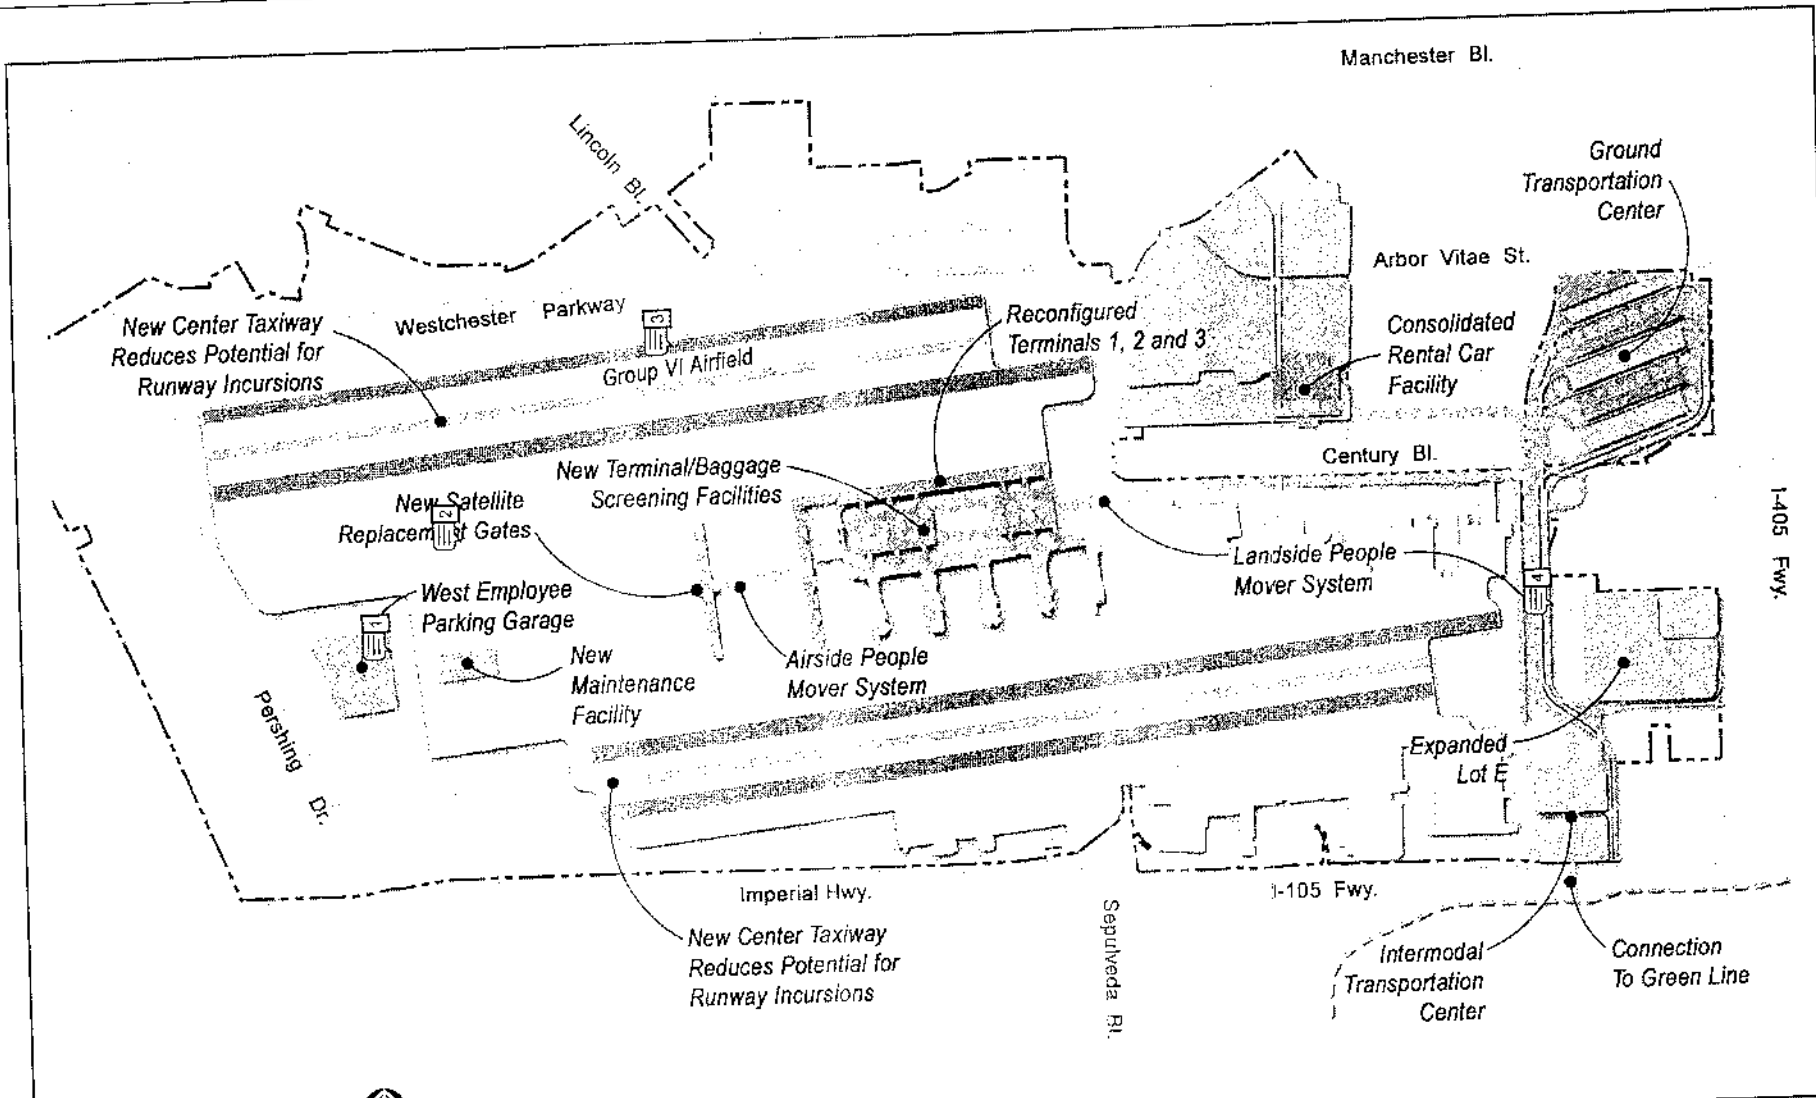 Manchester Bl.
Lincoln Bl.
Ground
Transportation
Center
Arbor Vitae St.
Westchester Parkway
3
New Center Taxiway
Reduces Potential for
Runway Incursions
Group VI Airfield
Reconfigured
Terminals 1, 2 and 3
Consolidated
Rental Car
Facility
Century Bl.
New Terminal/Baggage
Screening Facilities
New Satellite
Replacement Gates
2
I-405 Fwy.
Landside People
Mover System
4
West Employee
Parking Garage
1
New
Maintenance
Facility
Airside People
Mover System
Pershing Dr.
Expanded
Lot E
Imperial Hwy.
I-105 Fwy.
Sepulveda Bl.
New Center Taxiway
Reduces Potential for
Runway Incursions
Intermodal
Transportation
Center
Connection
To Green Line